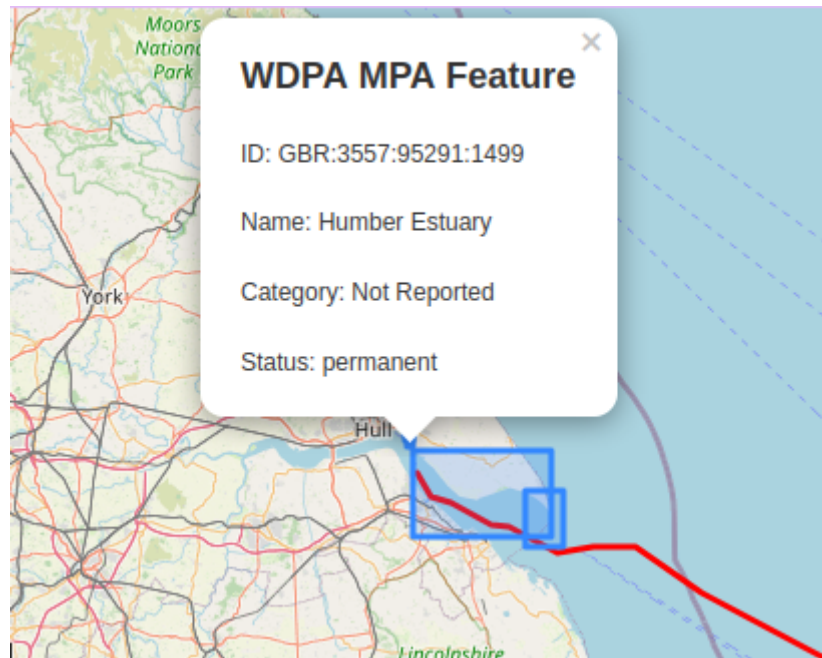 Moors
Nationa
Park
×
WDPA MPA Feature
ID: GBR:3557:95291:1499
Name: Humber Estuary
Category: Not Reported
Status: permanent
York
Hull
Lincolnshire